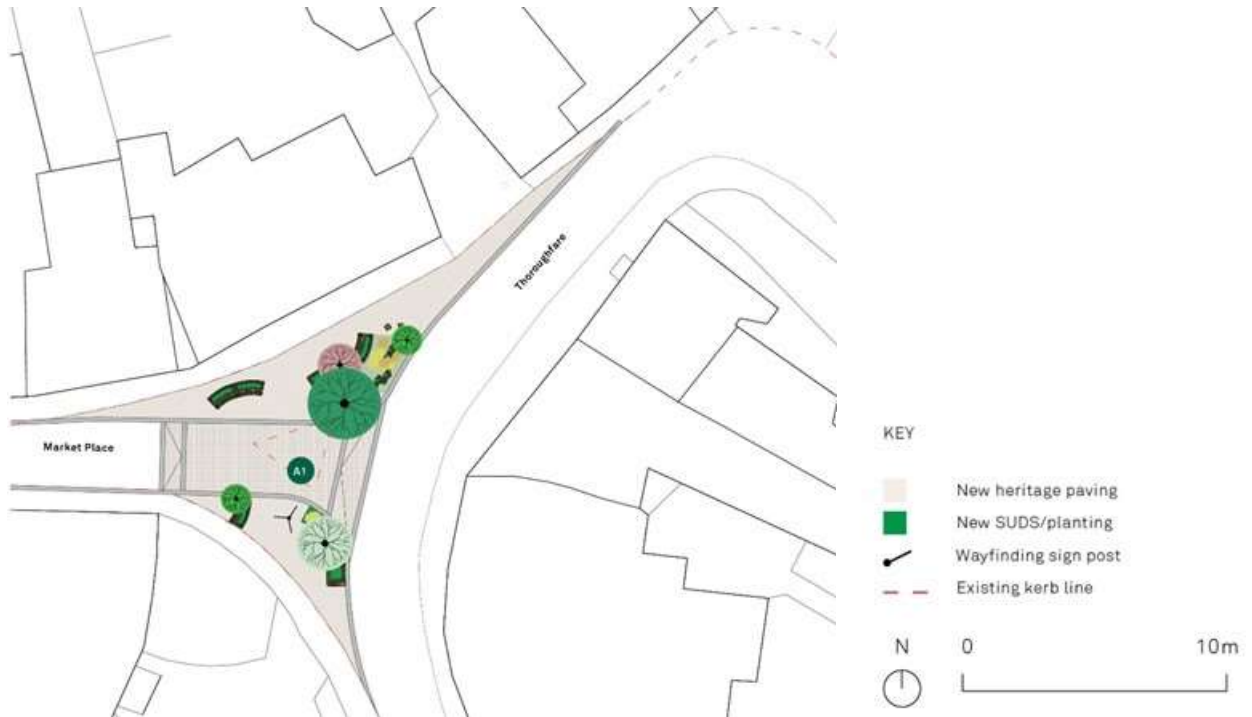 Thoroughfare
Market Place
A1
KEY
New heritage paving
New SUDS/planting
Wayfinding sign post
Existing kerb line
N
0 10m